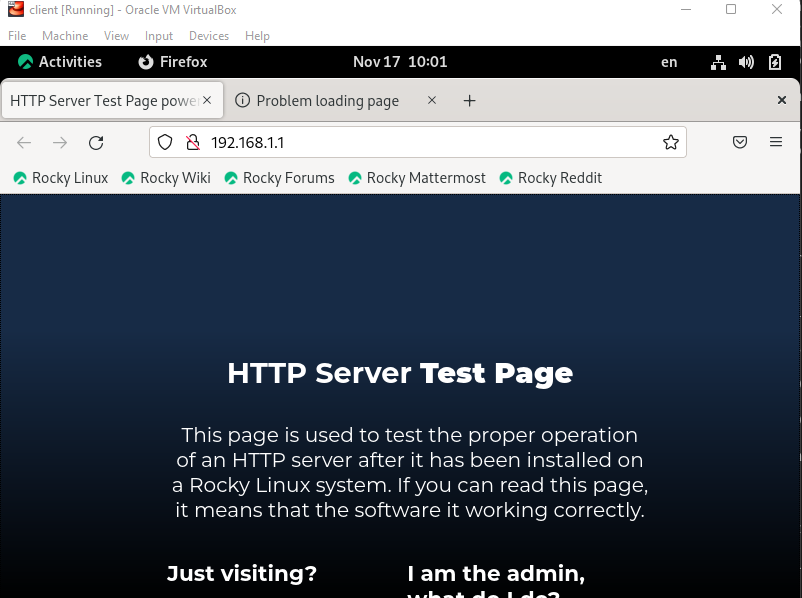 client [Running] - Oracle VM VirtualBox
File Machine View Input Devices Help
Activities Firefox Nov 17 10:01 en
HTTP Server Test Page powe Problem loading page
192.168.1.1
Rocky Linux Rocky Wiki Rocky Forums Rocky Mattermost Rocky Reddit
HTTP Server Test Page
This page is used to test the proper operation
of an HTTP server after it has been installed on
a Rocky Linux system. If you can read this page,
it means that the software it working correctly.
Just visiting?
I am the admin,
what do I do?